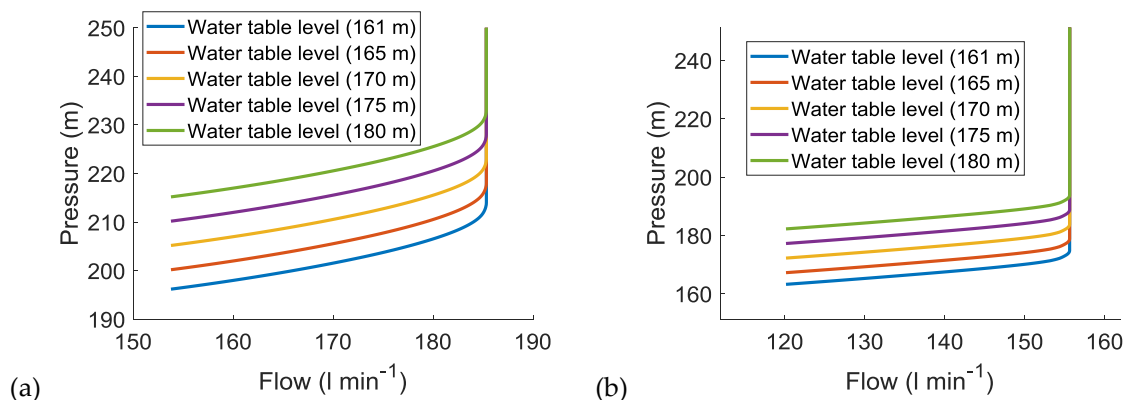 250
240
230
220
210
200
190
Pressure (m)
Water table level (161 m)
Water table level (165 m)
Water table level (170 m)
Water table level (175 m)
Water table level (180 m)
150 160 170 180 190
Flow (l min⁻¹)
(a)
240
220
200
180
160
Pressure (m)
Water table level (161 m)
Water table level (165 m)
Water table level (170 m)
Water table level (175 m)
Water table level (180 m)
120 130 140 150 160
Flow (l min⁻¹)
(b)